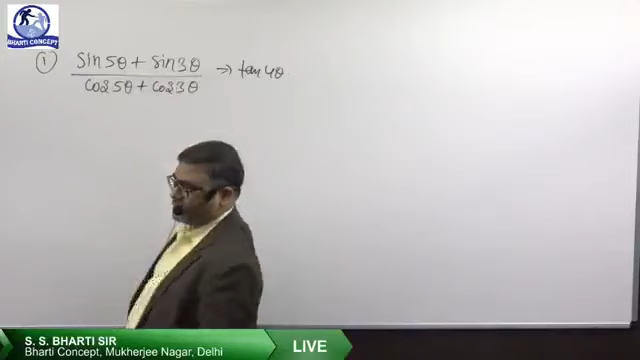 BHARTI CONCEPT
① sin5θ + sin3θ → tan4θ
cos5θ + cos3θ
S. S. BHARTI SIR
Bharti Concept, Mukherjee Nagar, Delhi
LIVE